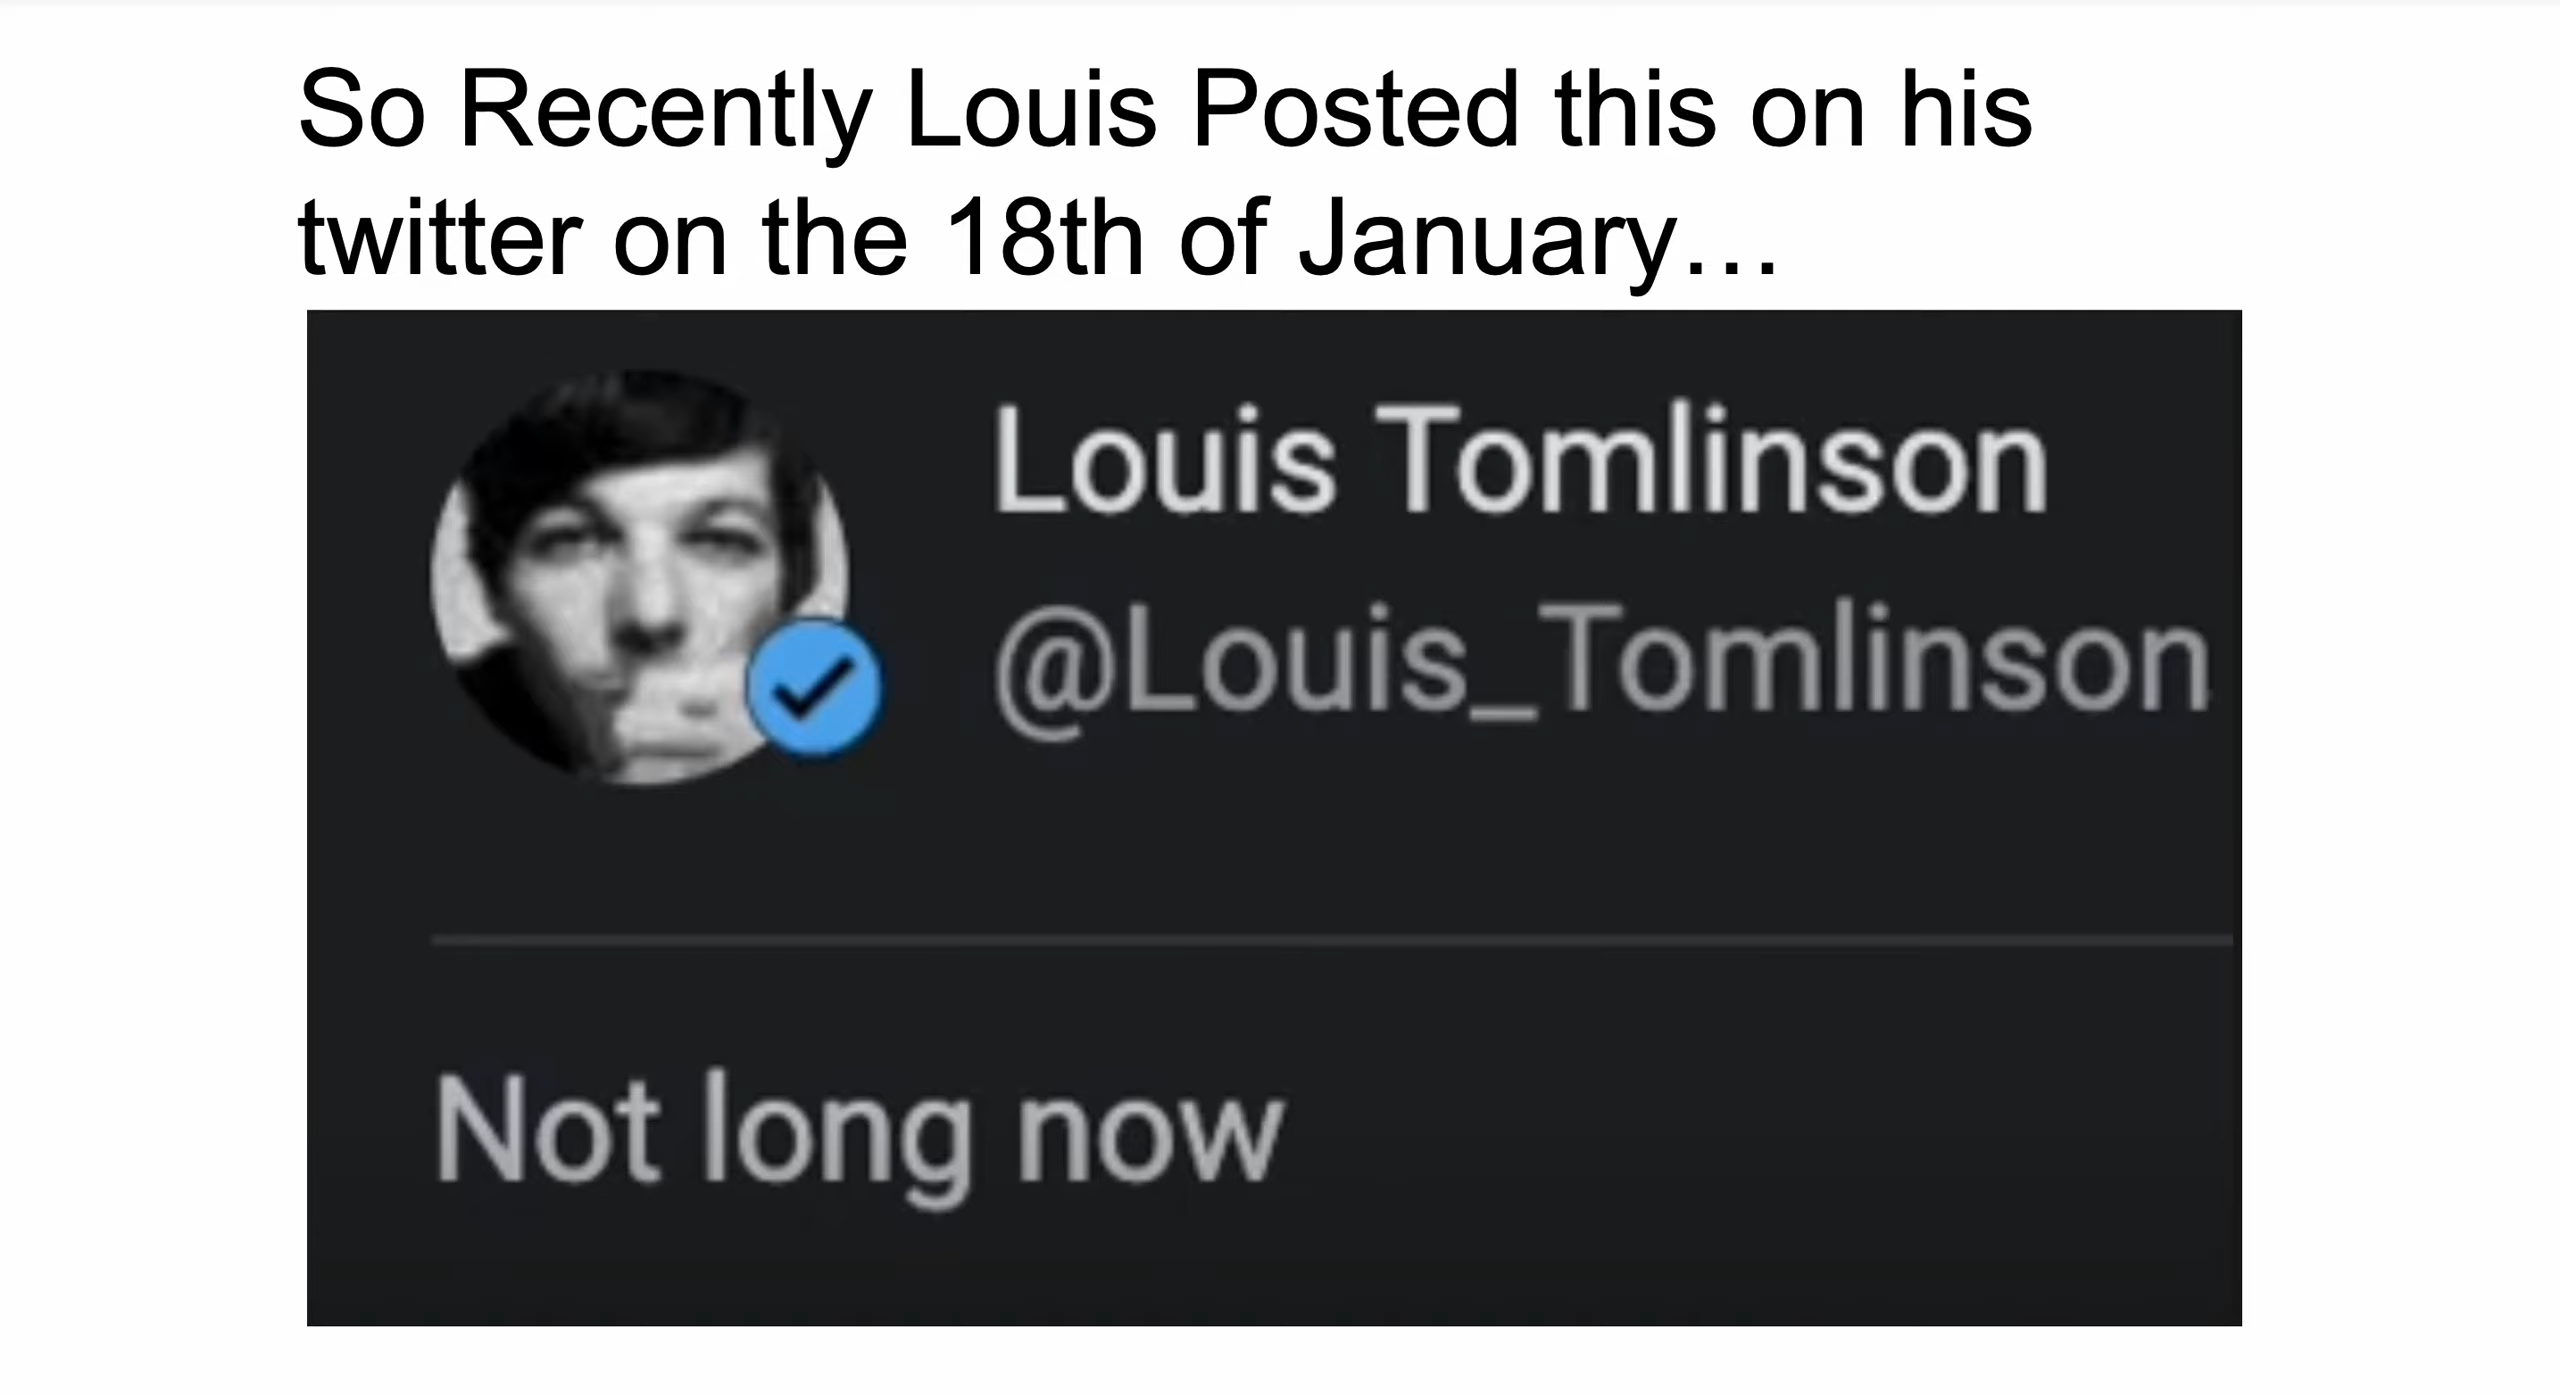 So Recently Louis Posted this on his
twitter on the 18th of January…
Louis Tomlinson
@Louis_Tomlinson
Not long now